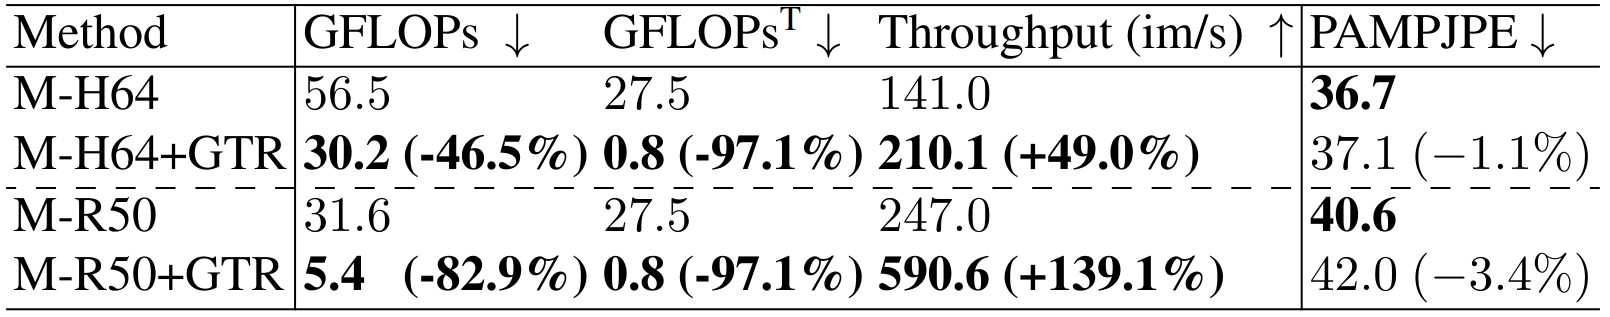 Method GFLOPs ↓ GFLOPsᵀ ↓ Throughput (im/s) ↑ PAMPJPE ↓
M-H64 56.5 27.5 141.0 36.7
M-H64+GTR 30.2 (-46.5%) 0.8 (-97.1%) 210.1 (+49.0%) 37.1 (−1.1%)
M-R50 31.6 27.5 247.0 40.6
M-R50+GTR 5.4 (-82.9%) 0.8 (-97.1%) 590.6 (+139.1%) 42.0 (−3.4%)